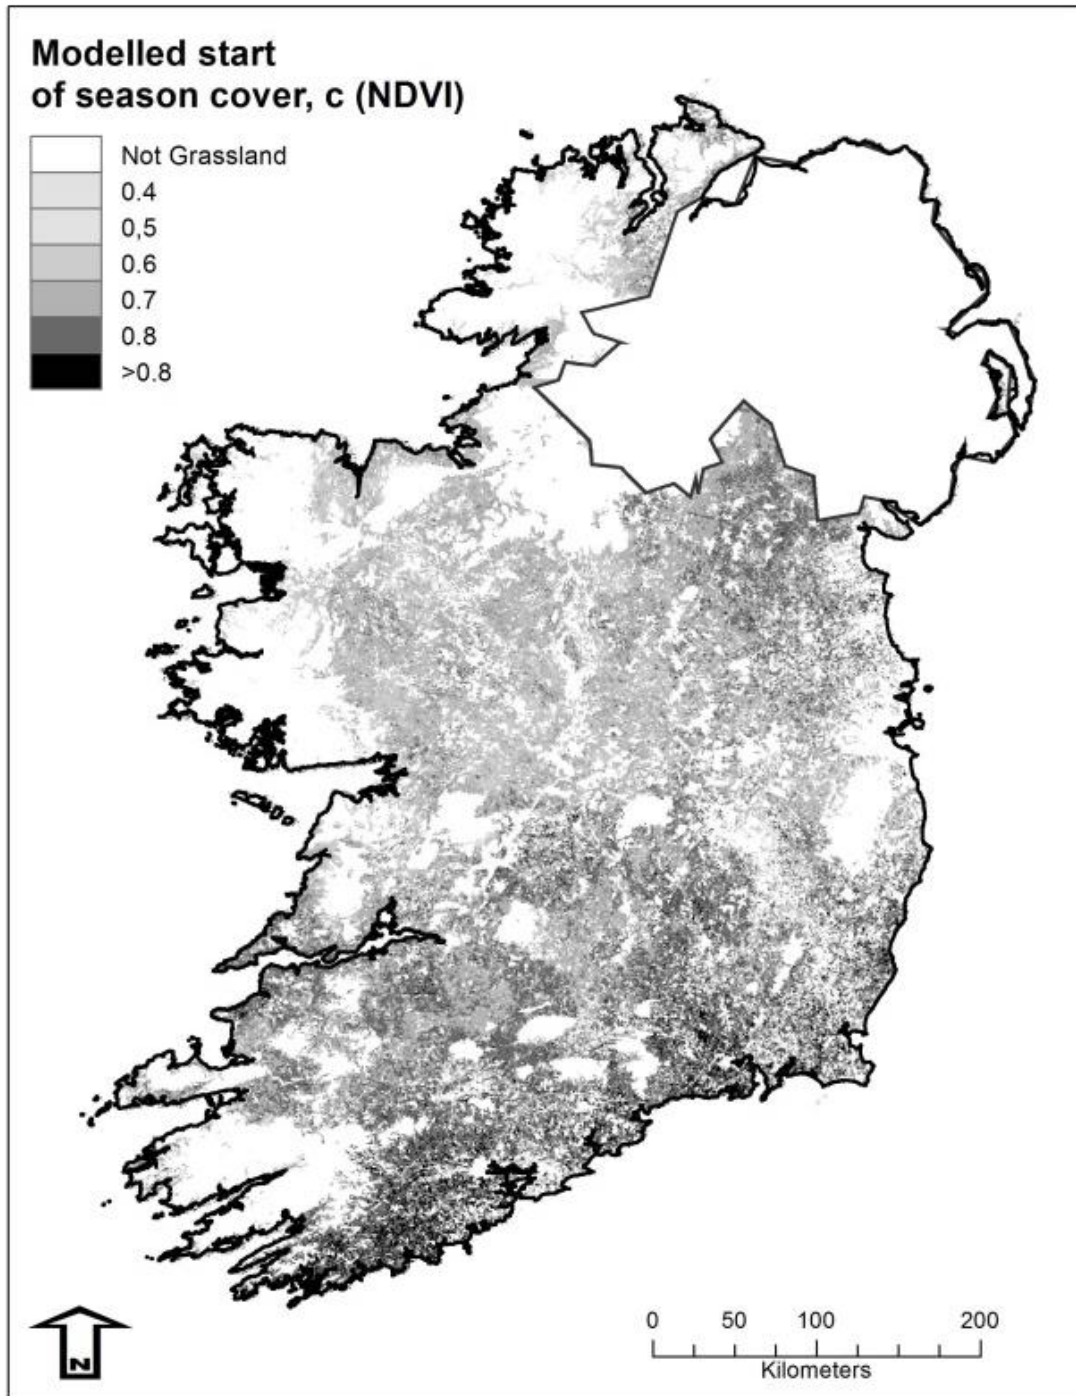 Modelled start
of season cover, c (NDVI)
Not Grassland
0.4
0,5
0.6
0.7
0.8
>0.8
N
0 50 100 200
Kilometers